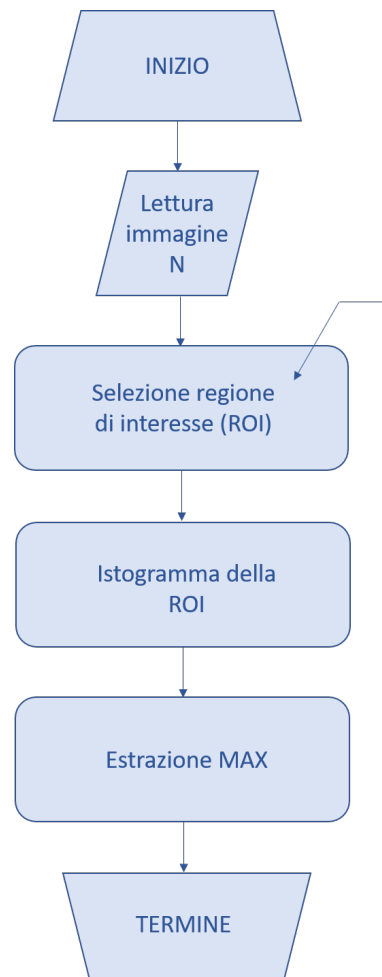 INIZIO
Lettura
immagine
N
Selezione regione
di interesse (ROI)
Istogramma della
ROI
Estrazione MAX
TERMINE